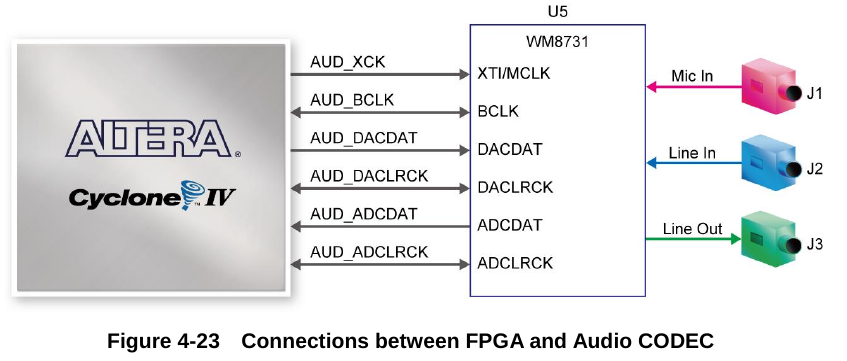 U5
WM8731
ALTERA®
Cyclone™ IV
AUD_XCK
AUD_BCLK
AUD_DACDAT
AUD_DACLRCK
AUD_ADCDAT
AUD_ADCLRCK
XTI/MCLK
BCLK
DACDAT
DACLRCK
ADCDAT
ADCLRCK
Mic In
J1
Line In
J2
Line Out
J3
Figure 4-23 Connections between FPGA and Audio CODEC